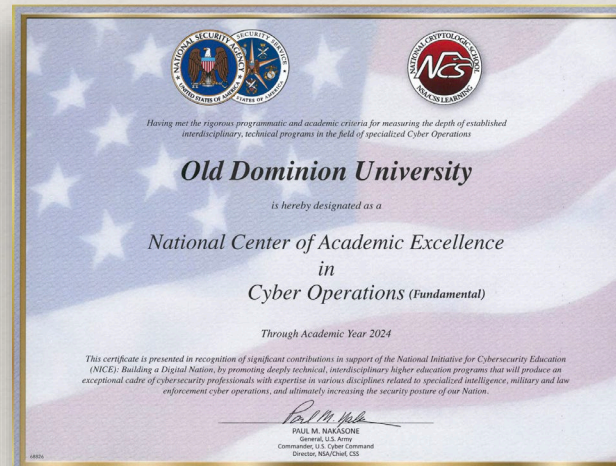 NATIONAL SECURITY AGENCY
UNITED STATES OF AMERICA
SECURITY SERVICE
STATES OF AMERICA
NATIONAL CRYPTOLOGIC SCHOOL
NCS
NSA/CSS LEARNING
Having met the rigorous programmatic and academic criteria for measuring the depth of established
interdisciplinary, technical programs in the field of specialized Cyber Operations
Old Dominion University
is hereby designated as a
National Center of Academic Excellence
in
Cyber Operations (Fundamental)
Through Academic Year 2024
This certificate is presented in recognition of significant contributions in support of the National Initiative for Cybersecurity Education
(NICE): Building a Digital Nation, by promoting deeply technical, interdisciplinary higher education programs that will produce an
exceptional cadre of cybersecurity professionals with expertise in various disciplines related to specialized intelligence, military and law
enforcement cyber operations, and ultimately increasing the security posture of our Nation.
PAUL M. NAKASONE
General, U.S. Army
Commander, U.S. Cyber Command
Director, NSA/Chief, CSS